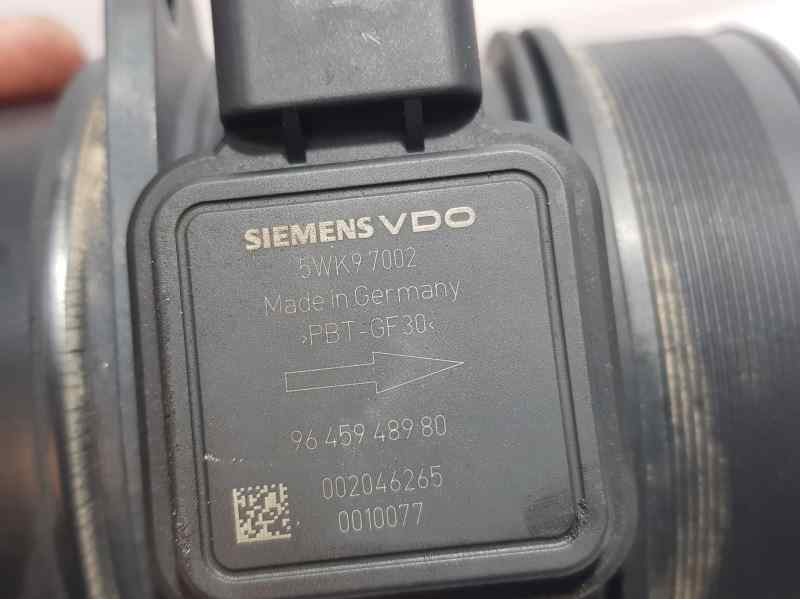 SIEMENS VDO
5WK9 7002
Made in Germany
>PBT-GF30<
96 459 489 80
002046265
0010077